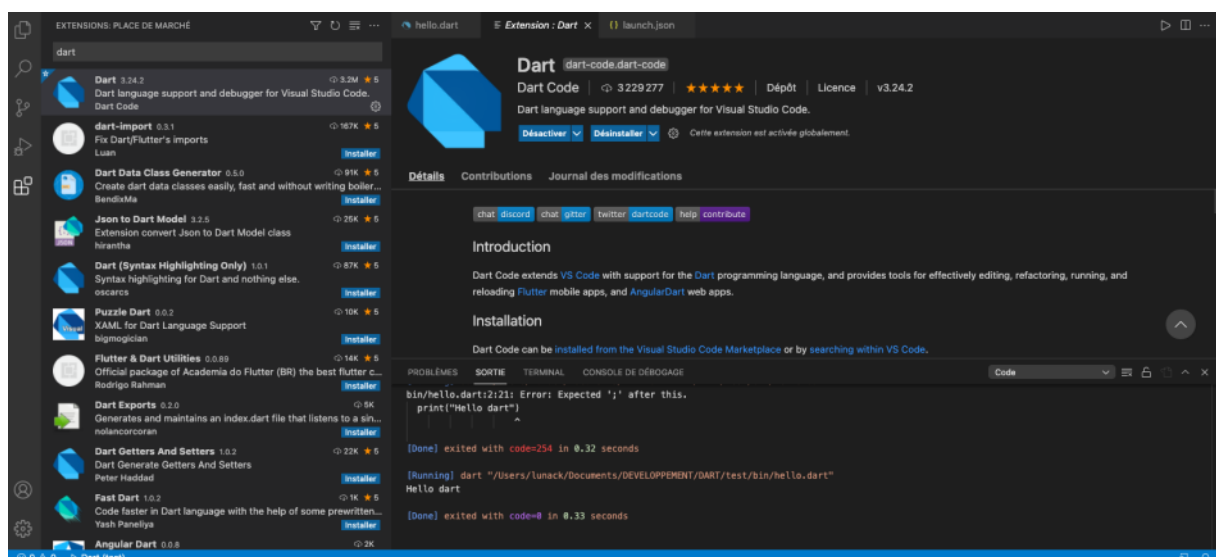 EXTENSIONS: PLACE DE MARCHÉ
dart
Dart 3.24.2 3.2M ★ 5
Dart language support and debugger for Visual Studio Code.
Dart Code
dart-import 0.3.1 167K ★ 5
Fix Dart/Flutter's imports
Luan Installer
Dart Data Class Generator 0.5.0 91K ★ 5
Create dart data classes easily, fast and without writing boiler...
BendixMa Installer
Json to Dart Model 3.2.5 25K ★ 5
Extension convert Json to Dart Model class
hirantha Installer
JSON
Dart (Syntax Highlighting Only) 1.0.1 87K ★ 5
Syntax highlighting for Dart and nothing else.
oscarcs Installer
Puzzle Dart 0.0.2 10K ★ 5
XAML for Dart Language Support
bigmogician Installer
Visual
Flutter & Dart Utilities 0.0.89 14K ★ 5
Official package of Academia do Flutter (BR) the best flutter c...
Rodrigo Rahman Installer
Dart Exports 0.2.0 5K
Generates and maintains an index.dart file that listens to a sin...
nolancorcoran Installer
Dart Getters And Setters 1.0.2 22K ★ 5
Dart Generate Getters And Setters
Peter Haddad Installer
Fast Dart 1.0.2 1K ★ 5
Code faster in Dart language with the help of some prewritten...
Yash Paneliya Installer
Angular Dart 0.0.8 2K
hello.dart Extension : Dart × {} launch.json
Dart dart-code.dart-code
Dart Code 3 229 277 ★★★★★ Dépôt Licence v3.24.2
Dart language support and debugger for Visual Studio Code.
Désactiver Désinstaller Cette extension est activée globalement.
Détails Contributions Journal des modifications
chat discord chat gitter twitter dartcode help contribute
Introduction
Dart Code extends VS Code with support for the Dart programming language, and provides tools for effectively editing, refactoring, running, and
reloading Flutter mobile apps, and AngularDart web apps.
Installation
Dart Code can be installed from the Visual Studio Code Marketplace or by searching within VS Code.
PROBLÈMES SORTIE TERMINAL CONSOLE DE DÉBOGAGE Code
bin/hello.dart:2:21: Error: Expected ';' after this.
print("Hello dart")
^
[Done] exited with code=254 in 0.32 seconds
[Running] dart "/Users/lunack/Documents/DEVELOPPEMENT/DART/test/bin/hello.dart"
Hello dart
[Done] exited with code=0 in 0.33 seconds